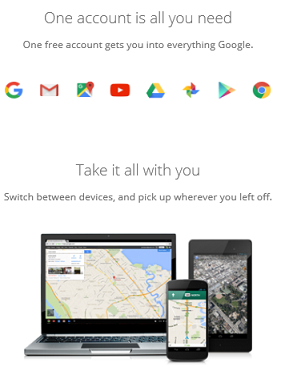 One account is all you need
One free account gets you into everything Google.
Take it all with you
Switch between devices, and pick up wherever you left off.